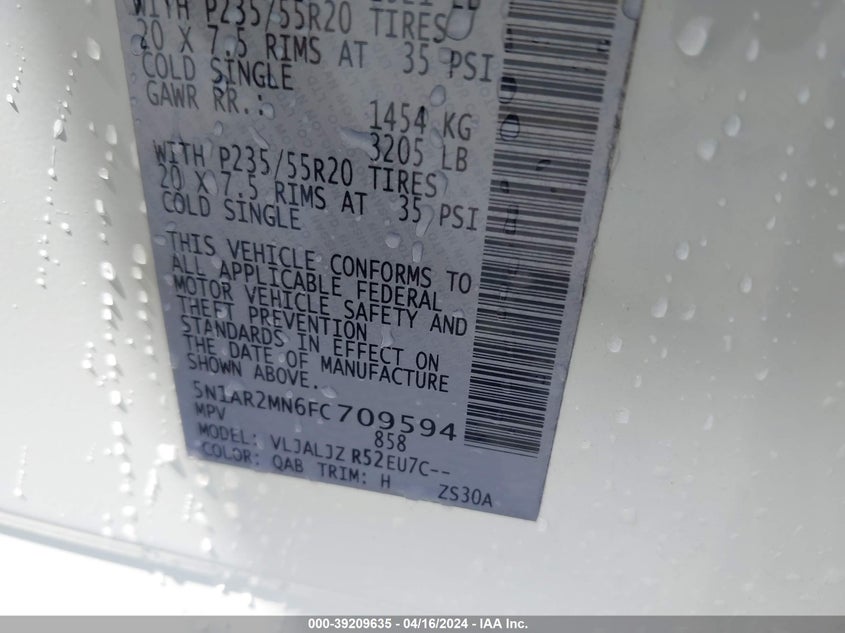 WITH P235/55R20 TIRES
20 X 7.5 RIMS AT 35 PSI
COLD SINGLE
GAWR RR.:
1454 KG
3205 LB
WITH P235/55R20 TIRES
20 X 7.5 RIMS AT 35 PSI
COLD SINGLE
THIS VEHICLE CONFORMS TO
ALL APPLICABLE FEDERAL
MOTOR VEHICLE SAFETY AND
THEFT PREVENTION
STANDARDS IN EFFECT ON
THE DATE OF MANUFACTURE
SHOWN ABOVE.
5N1AR2MN6FC709594
MPV 858
MODEL: VLJALJZ R52EU7C--
COLOR: QAB TRIM: H ZS30A
000-39209635 - 04/16/2024 - IAA Inc.